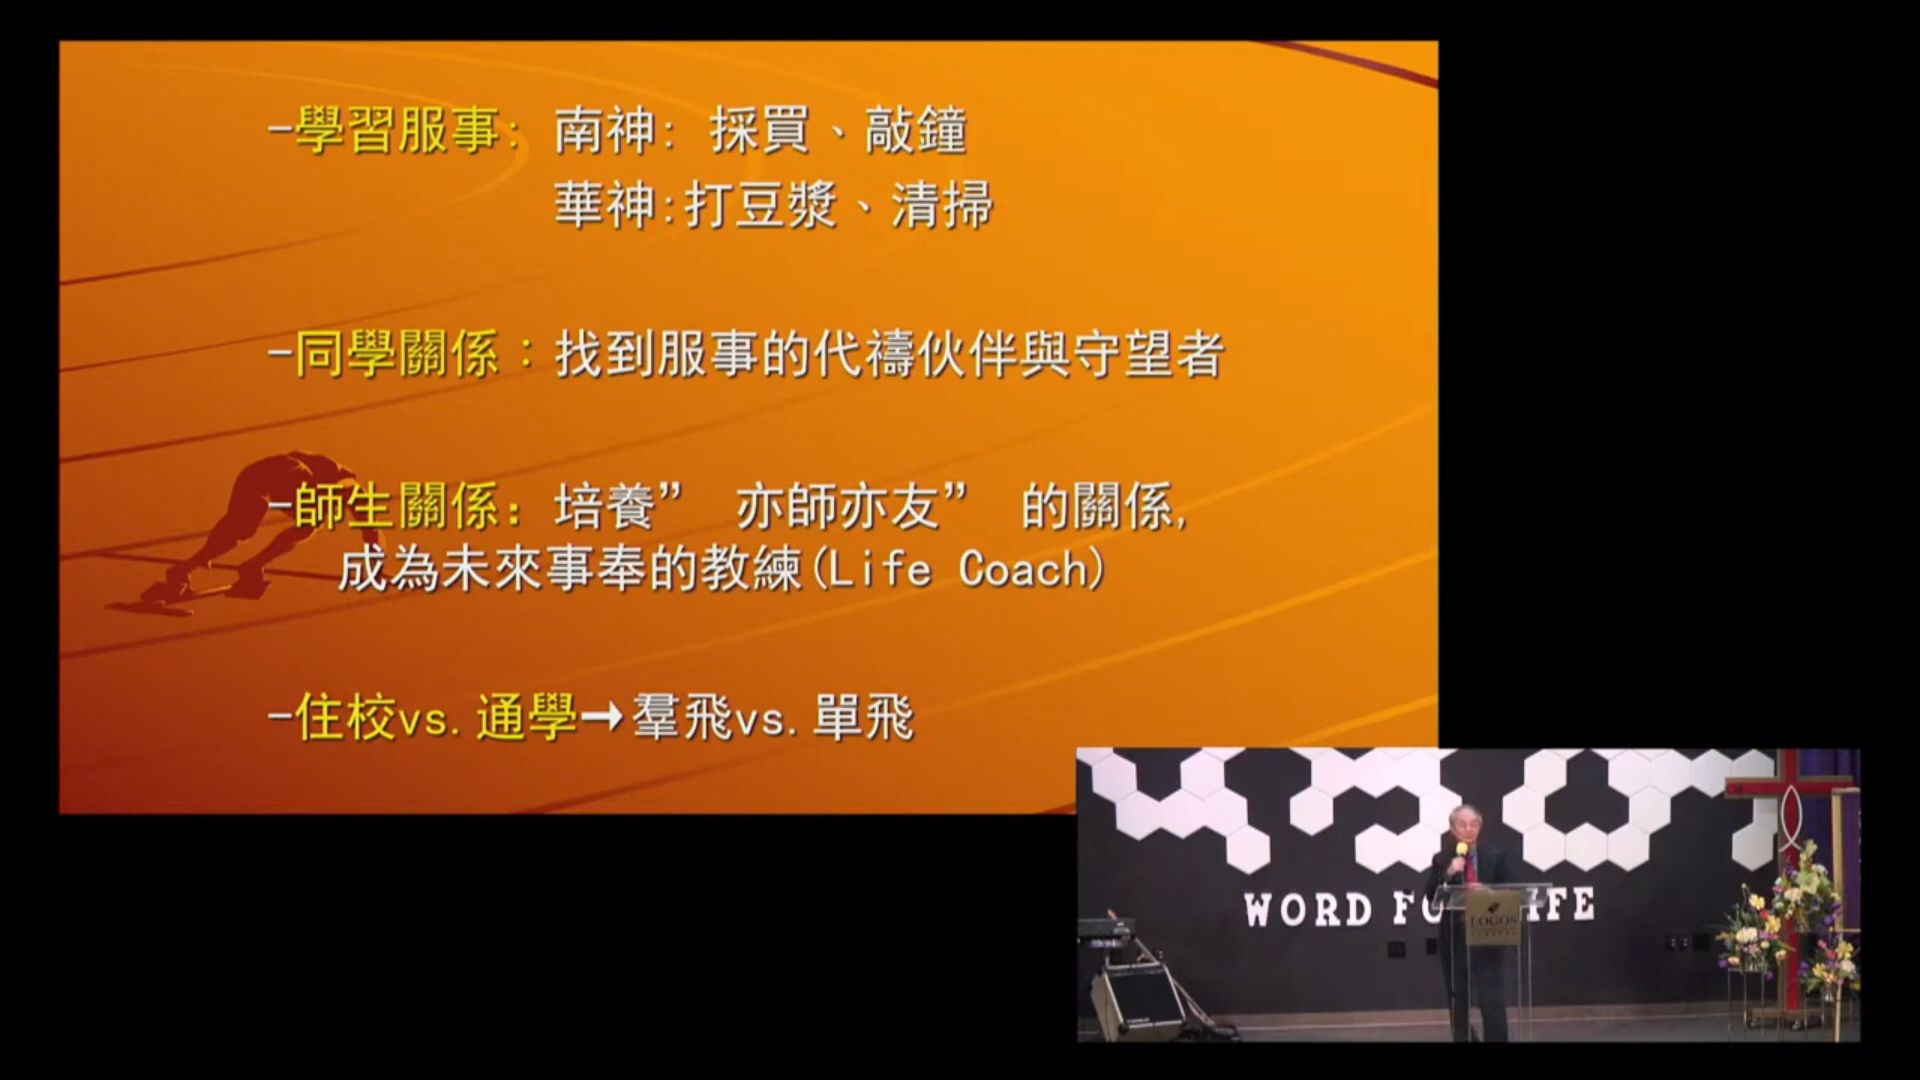 -學習服事: 南神: 採買、敲鐘
華神:打豆漿、清掃
-同學關係：找到服事的代禱伙伴與守望者
-師生關係: 培養” 亦師亦友” 的關係,
成為未來事奉的教練(Life Coach)
-住校vs.通學→羣飛vs.單飛
WORD FO IFE
LOGOS